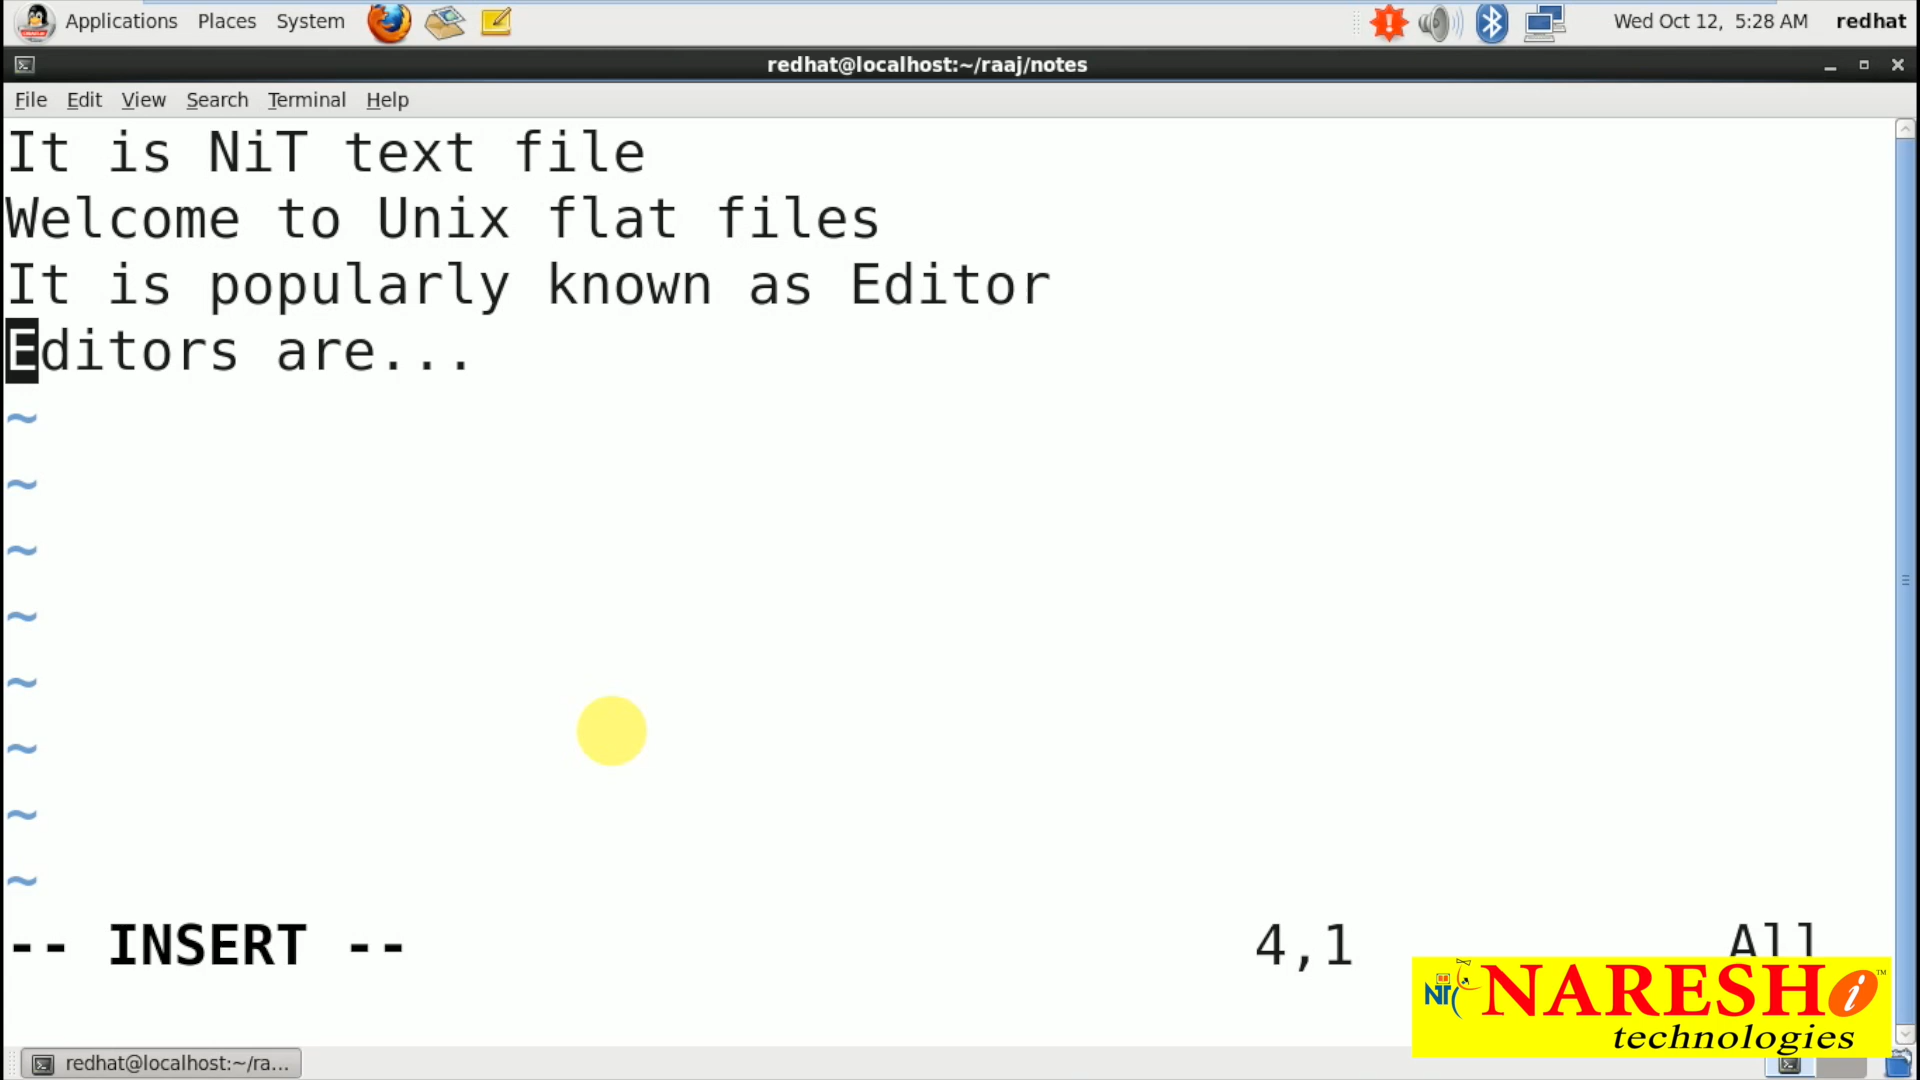 Applications Places System Wed Oct 12, 5:28 AM redhat
redhat@localhost:~/raaj/notes
File Edit View Search Terminal Help
It is NiT text file
Welcome to Unix flat files
It is popularly known as Editor
Editors are...
~
~
~
~
~
~
~
~
-- INSERT -- 4,1 All
NARESH i ™
technologies
redhat@localhost:~/ra...